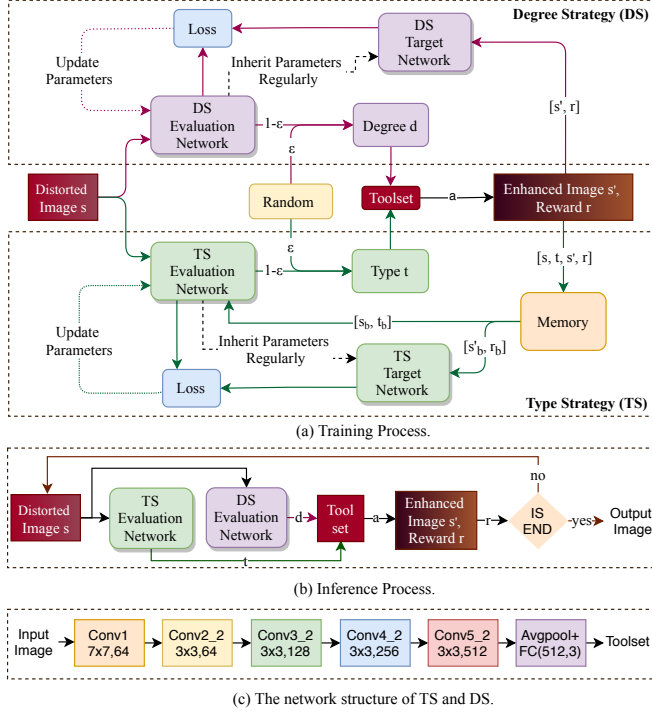 Degree Strategy (DS)
Loss
DS
Target
Network
Update
Parameters
Inherit Parameters
Regularly
[s', r]
DS
Evaluation
Network
1-ε
Degree d
ε
Distorted
Image s
Random
Toolset
a
Enhanced Image s',
Reward r
TS
Evaluation
Network
ε
1-ε
Type t
[s, t, s', r]
Memory
[s_b, t_b]
[s'_b, r_b]
Update
Parameters
Inherit Parameters
Regularly
TS
Target
Network
Loss
Type Strategy (TS)
(a) Training Process.
no
Distorted
Image s
TS
Evaluation
Network
DS
Evaluation
Network
d
t
Tool
set
a
Enhanced
Image s',
Reward r
r
IS
END
yes
Output
Image
(b) Inference Process.
Input
Image
Conv1
7x7,64
Conv2_2
3x3,64
Conv3_2
3x3,128
Conv4_2
3x3,256
Conv5_2
3x3,512
Avgpool+
FC(512,3)
Toolset
(c) The network structure of TS and DS.